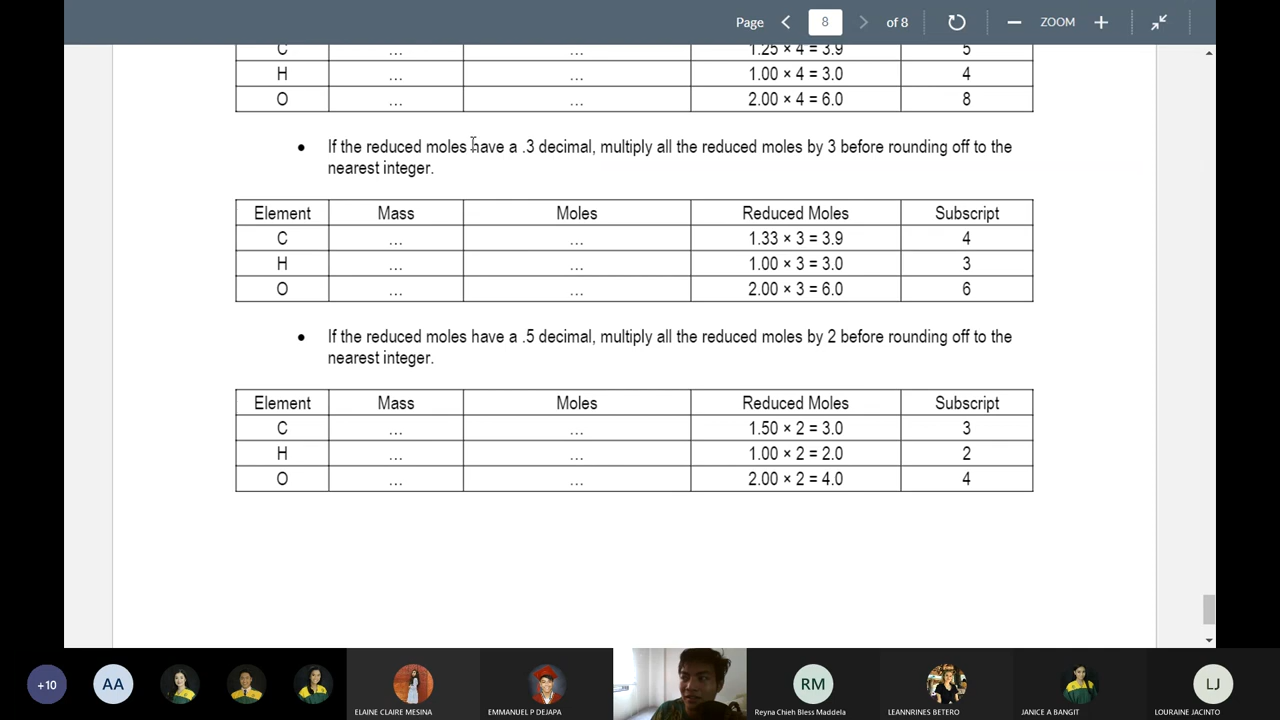 Page 8 of 8 ZOOM
C … … 1.25 × 4 = 3.9 5
H … … 1.00 × 4 = 3.0 4
O … … 2.00 × 4 = 6.0 8
• If the reduced moles have a .3 decimal, multiply all the reduced moles by 3 before rounding off to the
nearest integer.
Element Mass Moles Reduced Moles Subscript
C … … 1.33 × 3 = 3.9 4
H … … 1.00 × 3 = 3.0 3
O … … 2.00 × 3 = 6.0 6
• If the reduced moles have a .5 decimal, multiply all the reduced moles by 2 before rounding off to the
nearest integer.
Element Mass Moles Reduced Moles Subscript
C … … 1.50 × 2 = 3.0 3
H … … 1.00 × 2 = 2.0 2
O … … 2.00 × 2 = 4.0 4
+10 AA RM LJ
ELAINE CLAIRE MESINA EMMANUEL P DEJAPA Reyna Chieh Bless Maddela LEANNRINES BETERO JANICE A BANGIT LOURAINE JACINTO